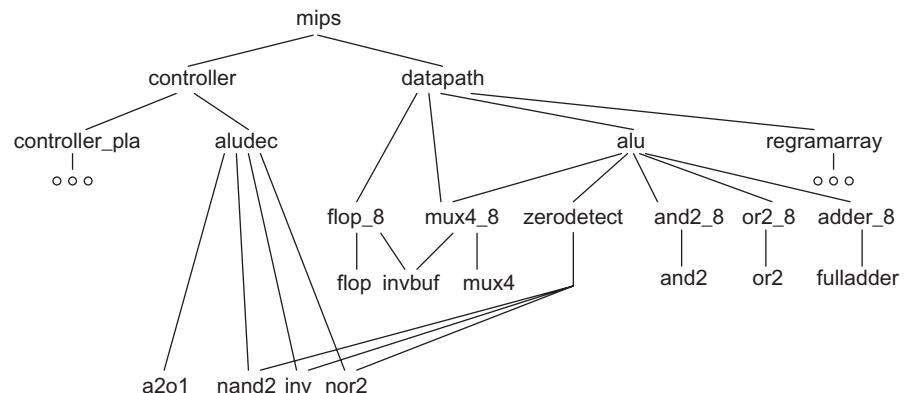 mips
controller datapath
controller_pla aludec alu regramarray
flop_8 mux4_8 zerodetect and2_8 or2_8 adder_8
flop invbuf mux4 and2 or2 fulladder
a2o1 nand2 inv nor2